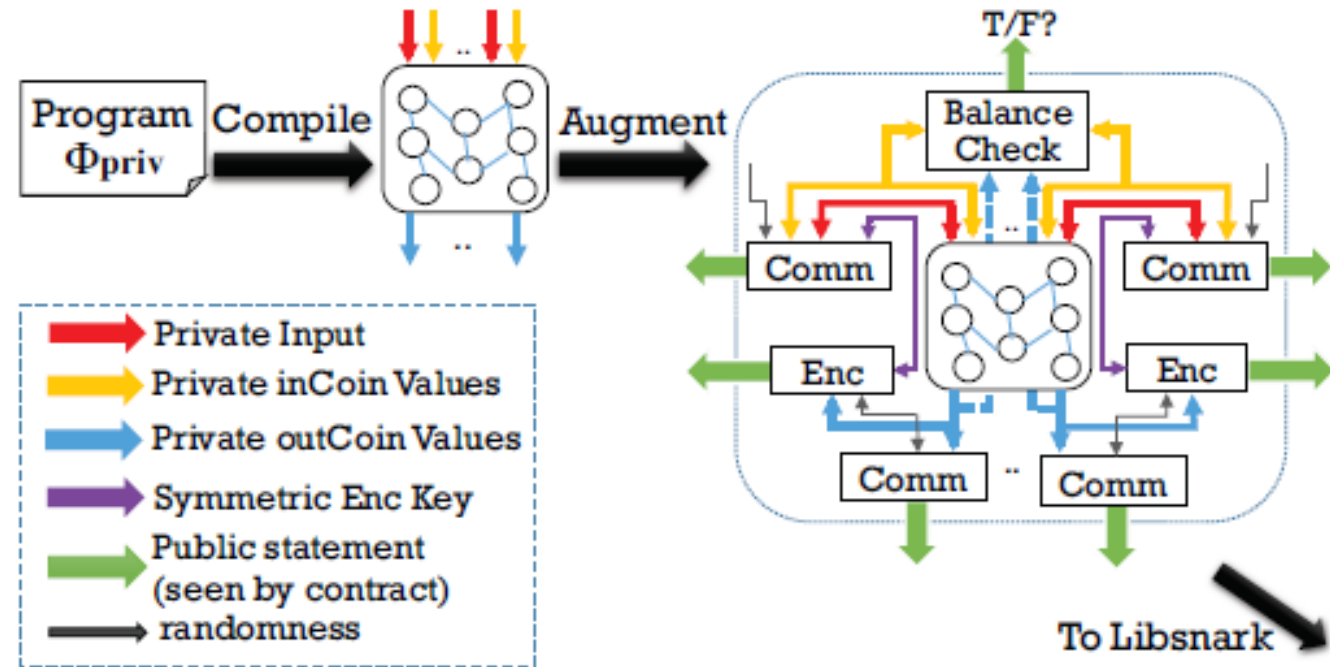 T/F?
Program
Φpriv
Compile
..
Augment
Balance
Check
..
Comm
Comm
Enc
Enc
..
Comm
..
Comm
Private Input
Private inCoin Values
Private outCoin Values
Symmetric Enc Key
Public statement
(seen by contract)
randomness
To Libsnark